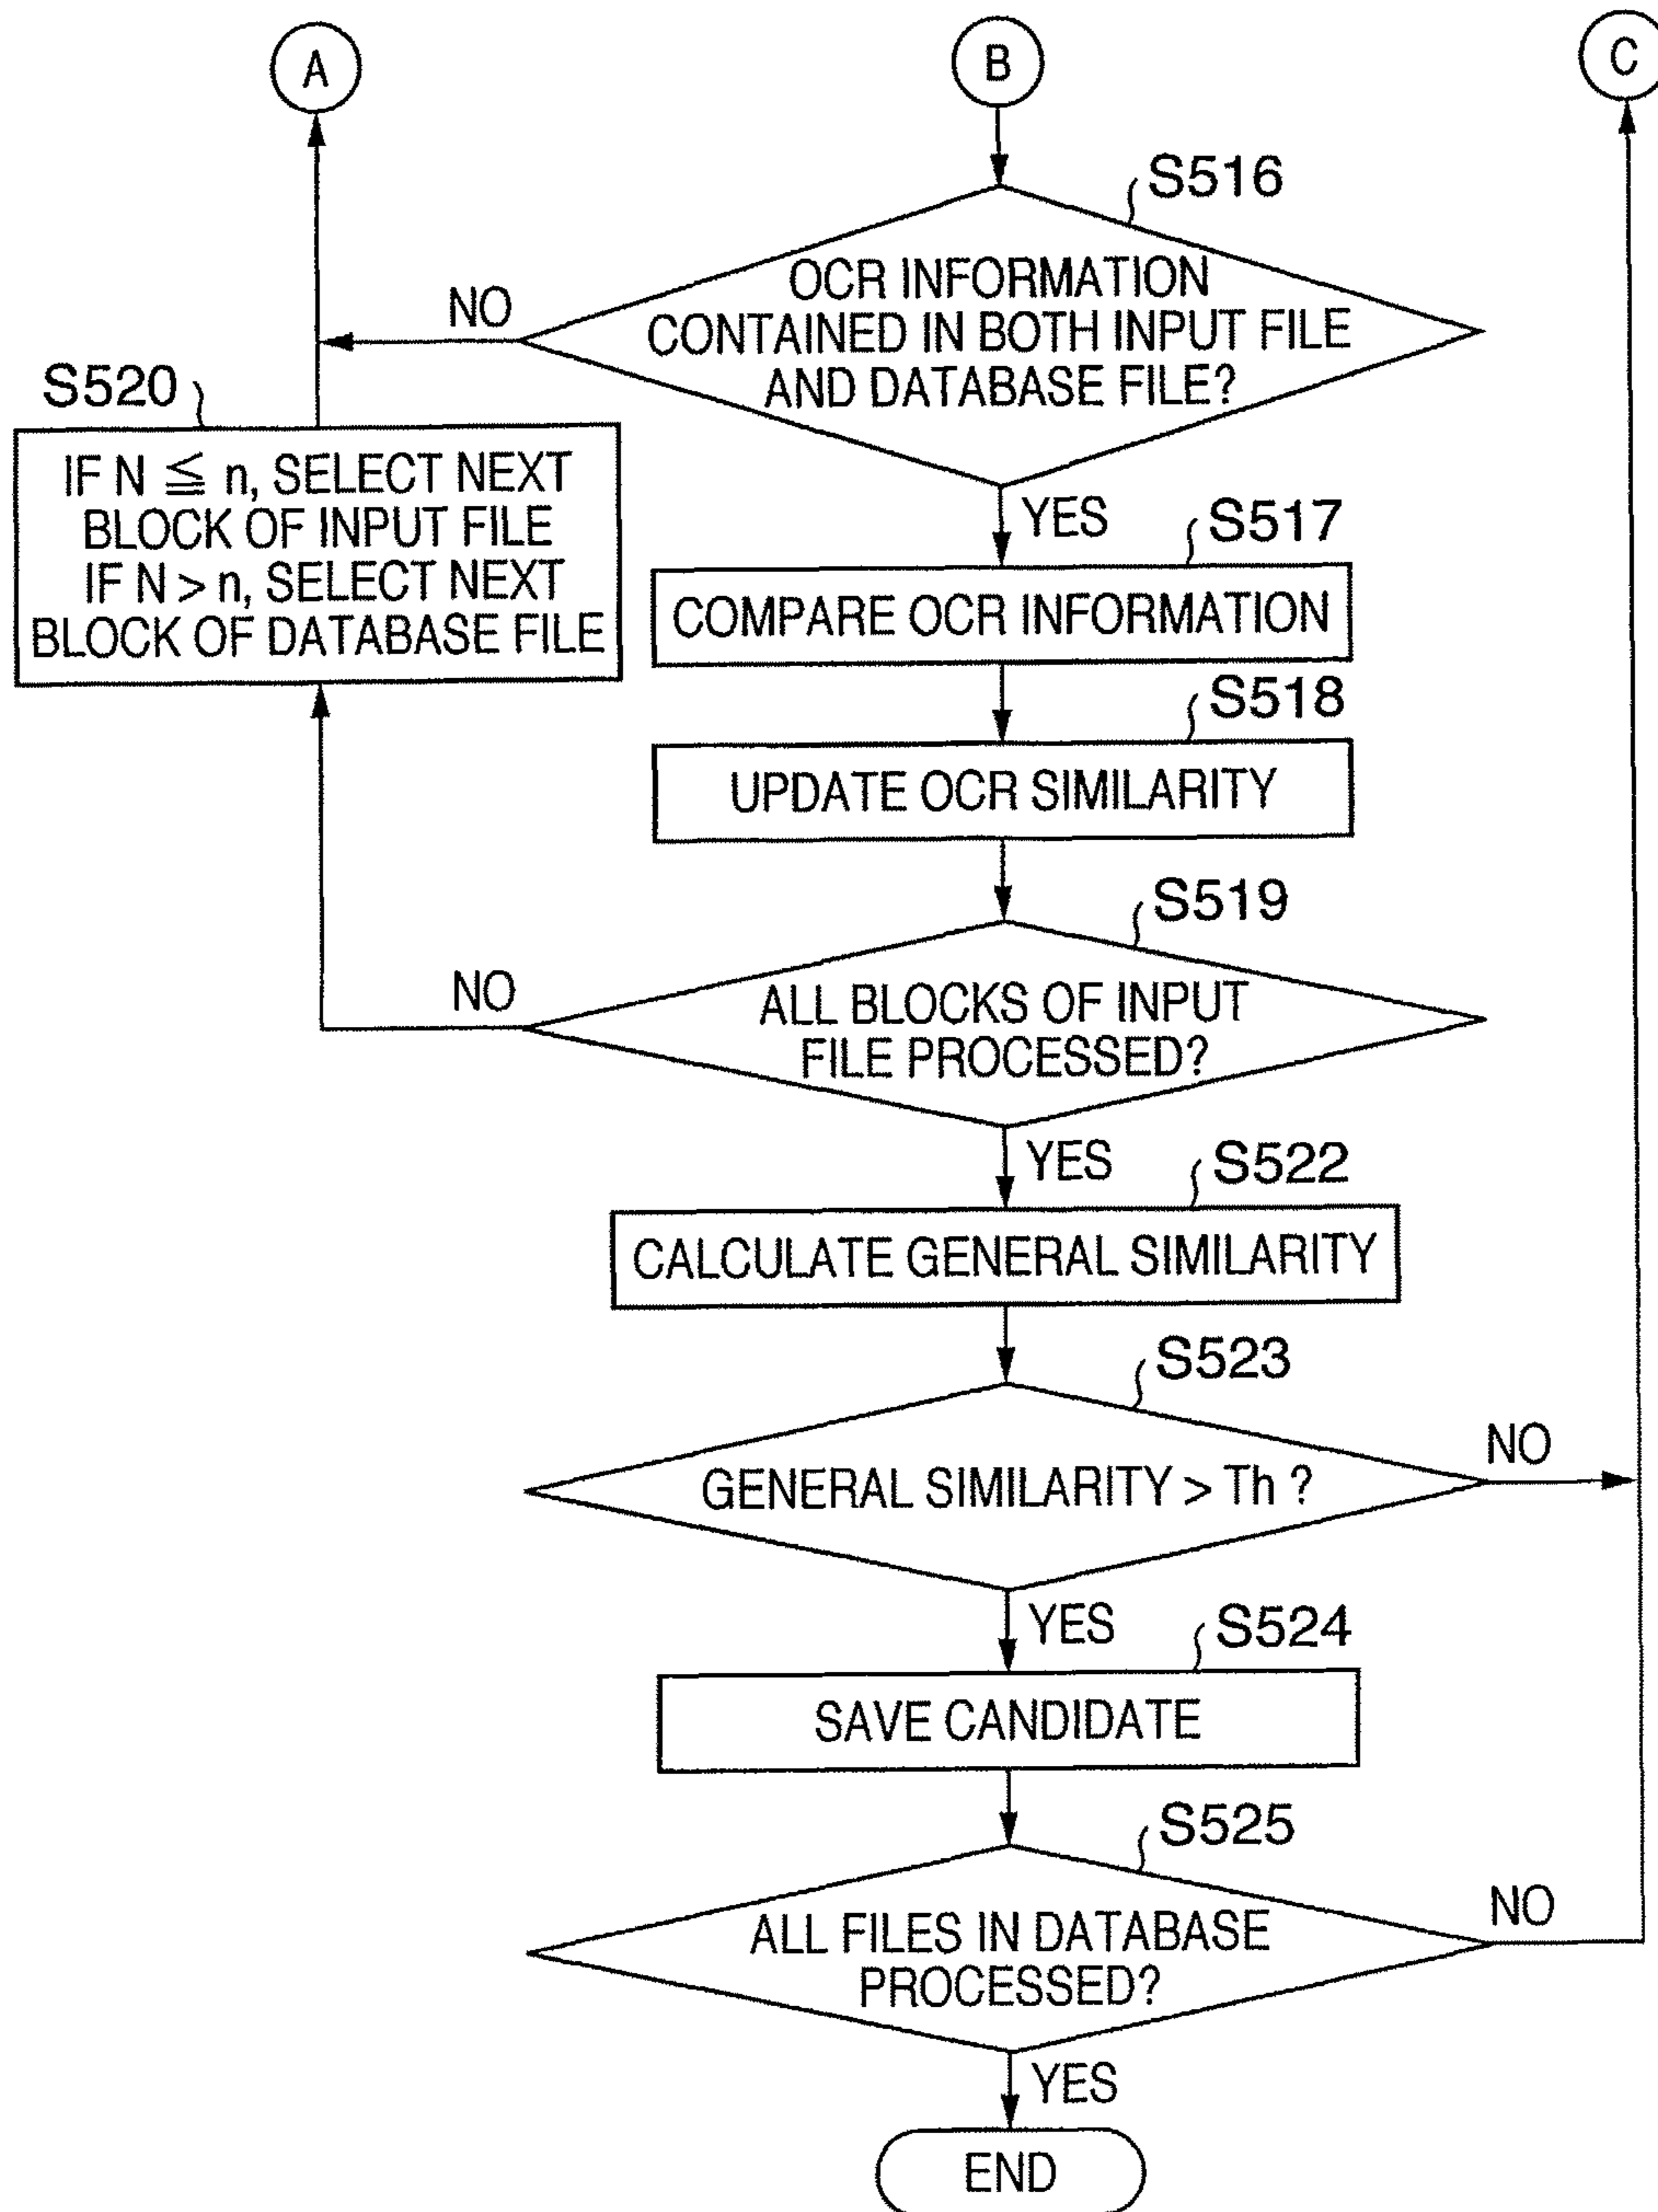 A
B
C
S516
OCR INFORMATION
CONTAINED IN BOTH INPUT FILE
AND DATABASE FILE?
NO
S520
IF N ≦ n, SELECT NEXT
BLOCK OF INPUT FILE
IF N > n, SELECT NEXT
BLOCK OF DATABASE FILE
YES
S517
COMPARE OCR INFORMATION
S518
UPDATE OCR SIMILARITY
S519
NO
ALL BLOCKS OF INPUT
FILE PROCESSED?
YES
S522
CALCULATE GENERAL SIMILARITY
S523
GENERAL SIMILARITY > Th ?
NO
YES
S524
SAVE CANDIDATE
S525
ALL FILES IN DATABASE
PROCESSED?
NO
YES
END